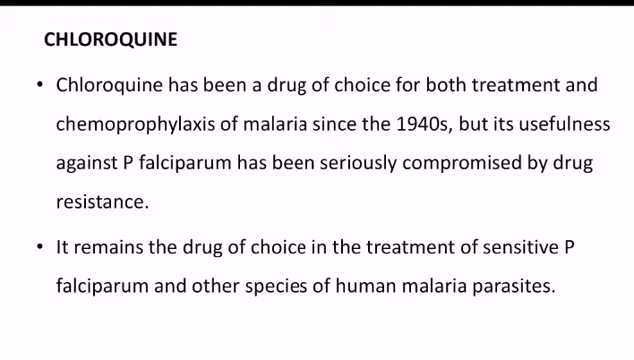 CHLOROQUINE
• Chloroquine has been a drug of choice for both treatment and
chemoprophylaxis of malaria since the 1940s, but its usefulness
against P falciparum has been seriously compromised by drug
resistance.
• It remains the drug of choice in the treatment of sensitive P
falciparum and other species of human malaria parasites.